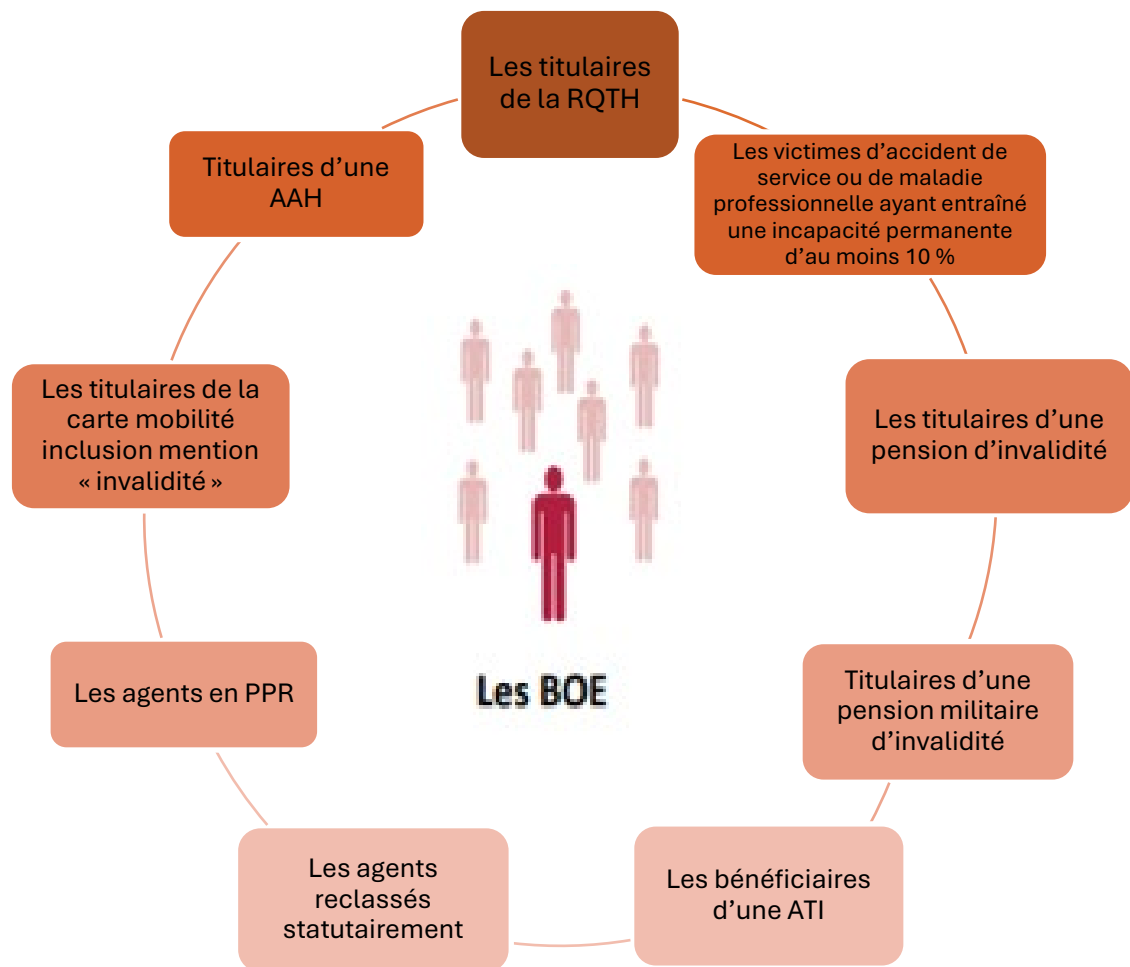 Les titulaires
de la RQTH
Les victimes d’accident de
service ou de maladie
professionnelle ayant entraîné
une incapacité permanente
d’au moins 10 %
Les titulaires d’une
pension d’invalidité
Titulaires d’une
pension militaire
d’invalidité
Les bénéficiaires
d’une ATI
Les agents
reclassés
statutairement
Les agents en PPR
Les titulaires de la
carte mobilité
inclusion mention
« invalidité »
Titulaires d’une
AAH
Les BOE